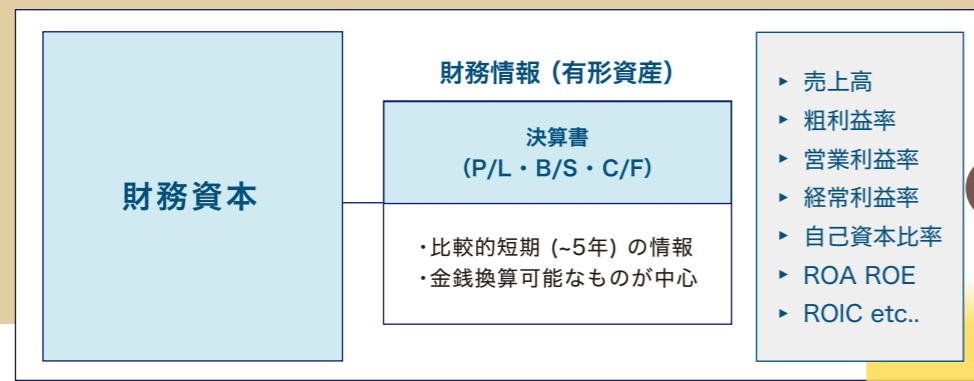 財務資本
財務情報（有形資産）
決算書
（P/L・B/S・C/F）
・比較的短期 (~5年) の情報
・金銭換算可能なものが中心
▶ 売上高
▶ 粗利益率
▶ 営業利益率
▶ 経常利益率
▶ 自己資本比率
▶ ROA ROE
▶ ROIC etc..